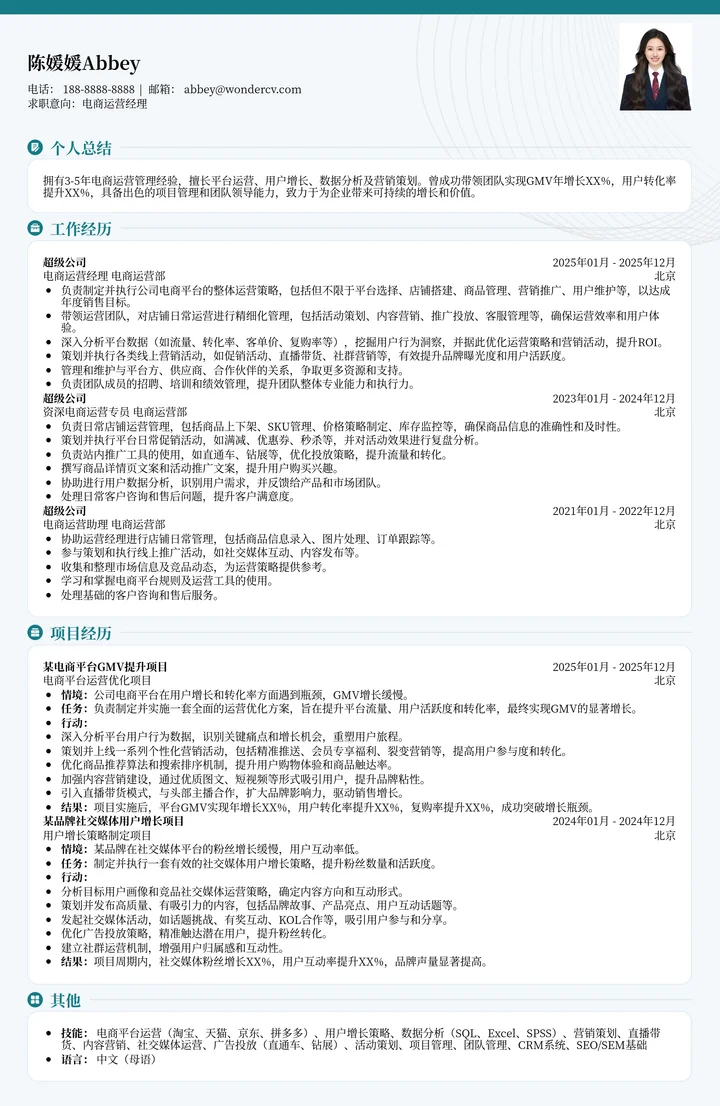 陈媛媛Abbey
电话： 188-8888-8888 | 邮箱： abbey@wondercv.com
求职意向：电商运营经理
个人总结
拥有3-5年电商运营管理经验，擅长平台运营、用户增长、数据分析及营销策划。曾成功带领团队实现GMV年增长XX%，用户转化率
提升XX%，具备出色的项目管理和团队领导能力，致力于为企业带来可持续的增长和价值。
工作经历
超级公司 2025年01月 - 2025年12月
电商运营经理 电商运营部 北京
• 负责制定并执行公司电商平台的整体运营策略，包括但不限于平台选择、店铺搭建、商品管理、营销推广、用户维护等，以达成
年度销售目标。
• 带领运营团队，对店铺日常运营进行精细化管理，包括活动策划、内容营销、推广投放、客服管理等，确保运营效率和用户体
验。
• 深入分析平台数据（如流量、转化率、客单价、复购率等），挖掘用户行为洞察，并据此优化运营策略和营销活动，提升ROI。
• 策划并执行各类线上营销活动，如促销活动、直播带货、社群营销等，有效提升品牌曝光度和用户活跃度。
• 管理和维护与平台方、供应商、合作伙伴的关系，争取更多资源和支持。
• 负责团队成员的招聘、培训和绩效管理，提升团队整体专业能力和执行力。
超级公司 2023年01月 - 2024年12月
资深电商运营专员 电商运营部 北京
• 负责日常店铺运营管理，包括商品上下架、SKU管理、价格策略制定、库存监控等，确保商品信息的准确性和及时性。
• 策划并执行平台日常促销活动，如满减、优惠券、秒杀等，并对活动效果进行复盘分析。
• 负责站内推广工具的使用，如直通车、钻展等，优化投放策略，提升流量和转化。
• 撰写商品详情页文案和活动推广文案，提升用户购买兴趣。
• 协助进行用户数据分析，识别用户需求，并反馈给产品和市场团队。
• 处理日常客户咨询和售后问题，提升客户满意度。
超级公司 2021年01月 - 2022年12月
电商运营助理 电商运营部 北京
• 协助运营经理进行店铺日常管理，包括商品信息录入、图片处理、订单跟踪等。
• 参与策划和执行线上推广活动，如社交媒体互动、内容发布等。
• 收集和整理市场信息及竞品动态，为运营策略提供参考。
• 学习和掌握电商平台规则及运营工具的使用。
• 处理基础的客户咨询和售后服务。
项目经历
某电商平台GMV提升项目 2025年01月 - 2025年12月
电商平台运营优化项目 北京
• 情境：公司电商平台在用户增长和转化率方面遇到瓶颈，GMV增长缓慢。
• 任务：负责制定并实施一套全面的运营优化方案，旨在提升平台流量、用户活跃度和转化率，最终实现GMV的显著增长。
• 行动：
• 深入分析平台用户行为数据，识别关键痛点和增长机会，重塑用户旅程。
• 策划并上线一系列个性化营销活动，包括精准推送、会员专享福利、裂变营销等，提高用户参与度和转化。
• 优化商品推荐算法和搜索排序机制，提升用户购物体验和商品触达率。
• 加强内容营销建设，通过优质图文、短视频等形式吸引用户，提升品牌粘性。
• 引入直播带货模式，与头部主播合作，扩大品牌影响力，驱动销售增长。
• 结果：项目实施后，平台GMV实现年增长XX%，用户转化率提升XX%，复购率提升XX%，成功突破增长瓶颈。
某品牌社交媒体用户增长项目 2024年01月 - 2024年12月
用户增长策略制定项目 北京
• 情境：某品牌在社交媒体平台的粉丝增长缓慢，用户互动率低。
• 任务：制定并执行一套有效的社交媒体用户增长策略，提升粉丝数量和活跃度。
• 行动：
• 分析目标用户画像和竞品社交媒体运营策略，确定内容方向和互动形式。
• 策划并发布高质量、有吸引力的内容，包括品牌故事、产品亮点、用户互动话题等。
• 发起社交媒体活动，如话题挑战、有奖互动、KOL合作等，吸引用户参与和分享。
• 优化广告投放策略，精准触达潜在用户，提升粉丝转化。
• 建立社群运营机制，增强用户归属感和互动性。
• 结果：项目周期内，社交媒体粉丝增长XX%，用户互动率提升XX%，品牌声量显著提高。
其他
• 技能： 电商平台运营（淘宝、天猫、京东、拼多多）、用户增长策略、数据分析（SQL、Excel、SPSS）、营销策划、直播带
货、内容营销、社交媒体运营、广告投放（直通车、钻展）、活动策划、项目管理、团队管理、CRM系统、SEO/SEM基础
• 语言： 中文（母语）